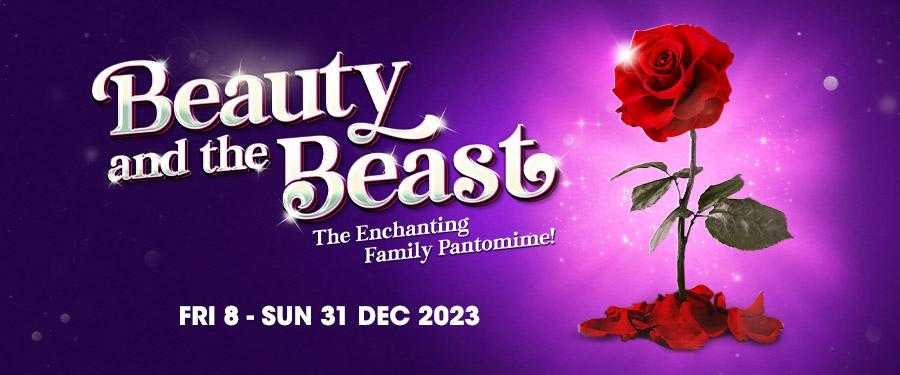 Beauty
and the Beast
The Enchanting
Family Pantomime!
FRI 8 - SUN 31 DEC 2023